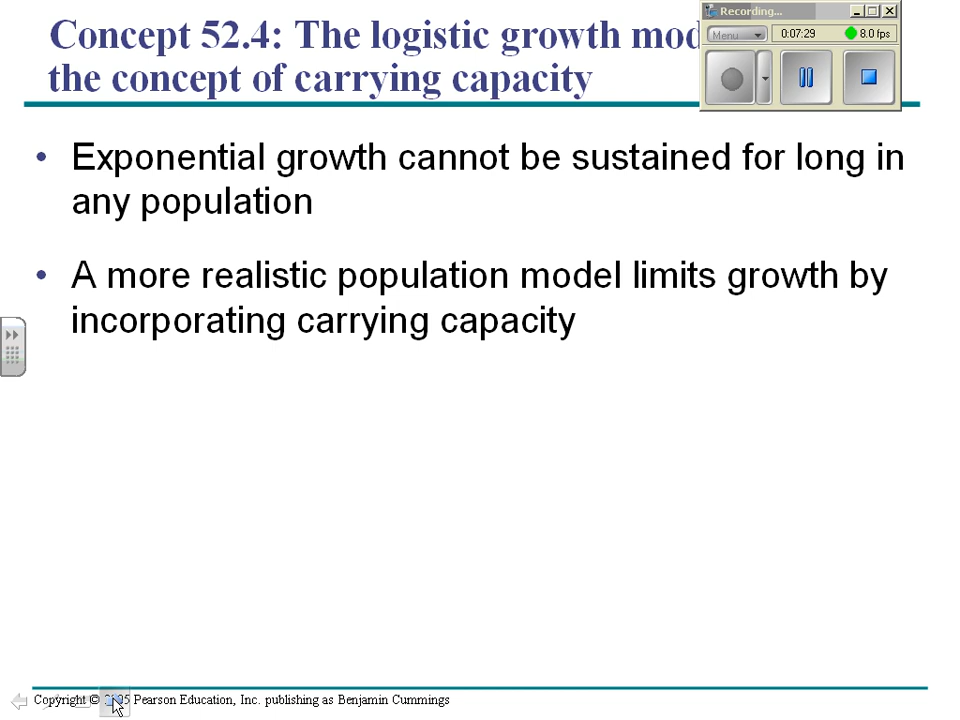 Concept 52.4: The logistic growth
the concept of carrying capacity
Recording...
Menu
0:07:29
8.0 fps
• Exponential growth cannot be sustained for long in
any population
• A more realistic population model limits growth by
incorporating carrying capacity
Copyright © 2005 Pearson Education, Inc. publishing as Benjamin Cummings